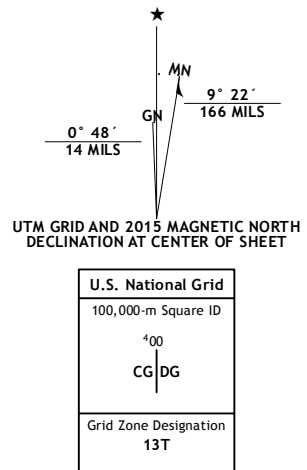 MN
GN
9° 22´
166 MILS
0° 48´
14 MILS
UTM GRID AND 2015 MAGNETIC NORTH
DECLINATION AT CENTER OF SHEET
U.S. National Grid
100,000-m Square ID
⁴00
CG DG
Grid Zone Designation
13T